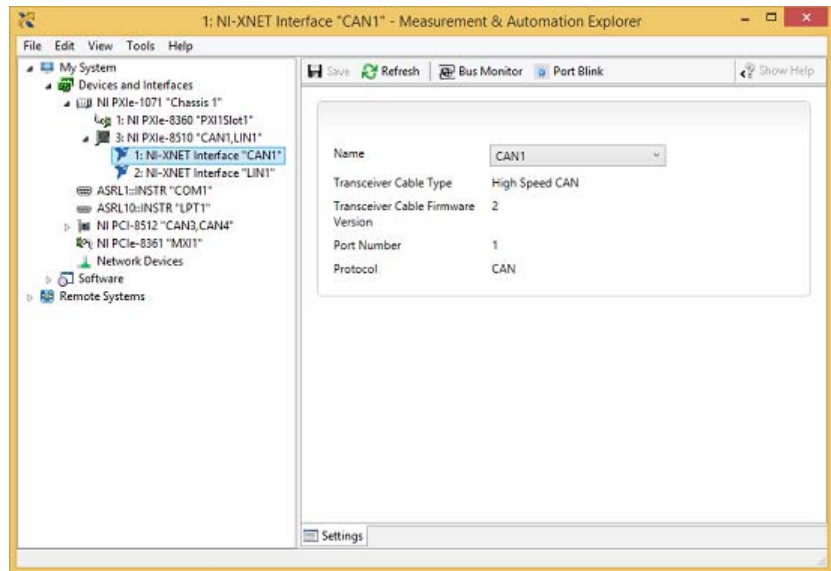 1: NI-XNET Interface "CAN1" - Measurement & Automation Explorer
File Edit View Tools Help
My System
Devices and Interfaces
NI PXIe-1071 "Chassis 1"
1: NI PXIe-8360 "PXI1Slot1"
3: NI PXIe-8510 "CAN1,LIN1"
1: NI-XNET Interface "CAN1"
2: NI-XNET Interface "LIN1"
ASRL1::INSTR "COM1"
ASRL10::INSTR "LPT1"
NI PCI-8512 "CAN3,CAN4"
NI PCIe-8361 "MXI1"
Network Devices
Software
Remote Systems
Save Refresh Bus Monitor Port Blink Show Help
Name CAN1
Transceiver Cable Type High Speed CAN
Transceiver Cable Firmware 2
Version
Port Number 1
Protocol CAN
Settings